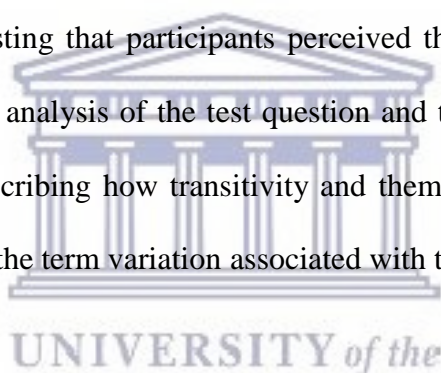 sting that participants perceived th
analysis of the test question and t
scribing how transitivity and them
the term variation associated with t
UNIVERSITY of the